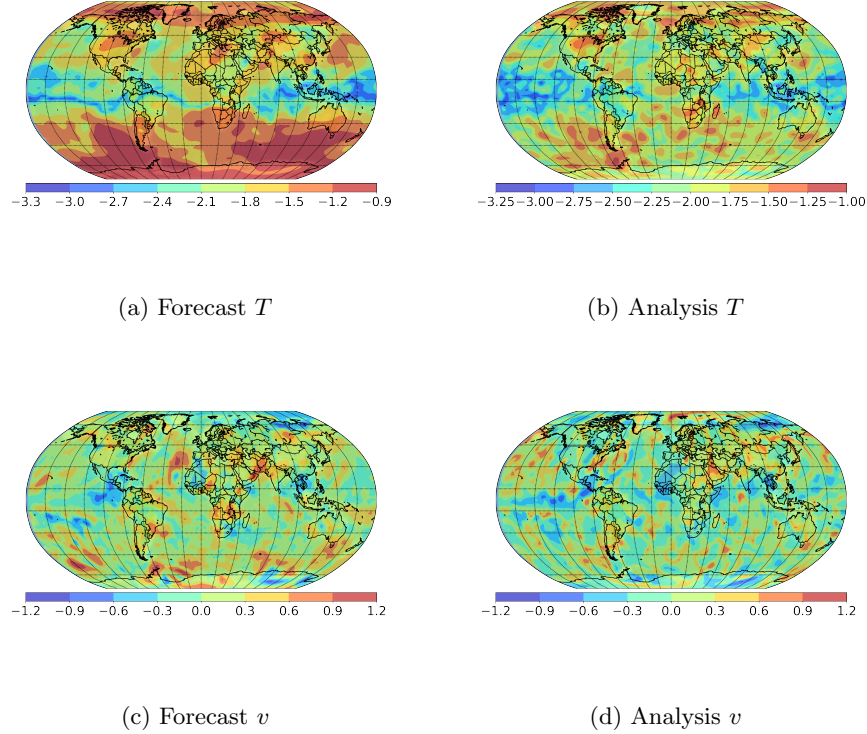 −3.3 −3.0 −2.7 −2.4 −2.1 −1.8 −1.5 −1.2 −0.9
−3.25 −3.00 −2.75 −2.50 −2.25 −2.00 −1.75 −1.50 −1.25 −1.00
(a) Forecast T
(b) Analysis T
−1.2 −0.9 −0.6 −0.3 0.0 0.3 0.6 0.9 1.2
−1.2 −0.9 −0.6 −0.3 0.0 0.3 0.6 0.9 1.2
(c) Forecast v
(d) Analysis v